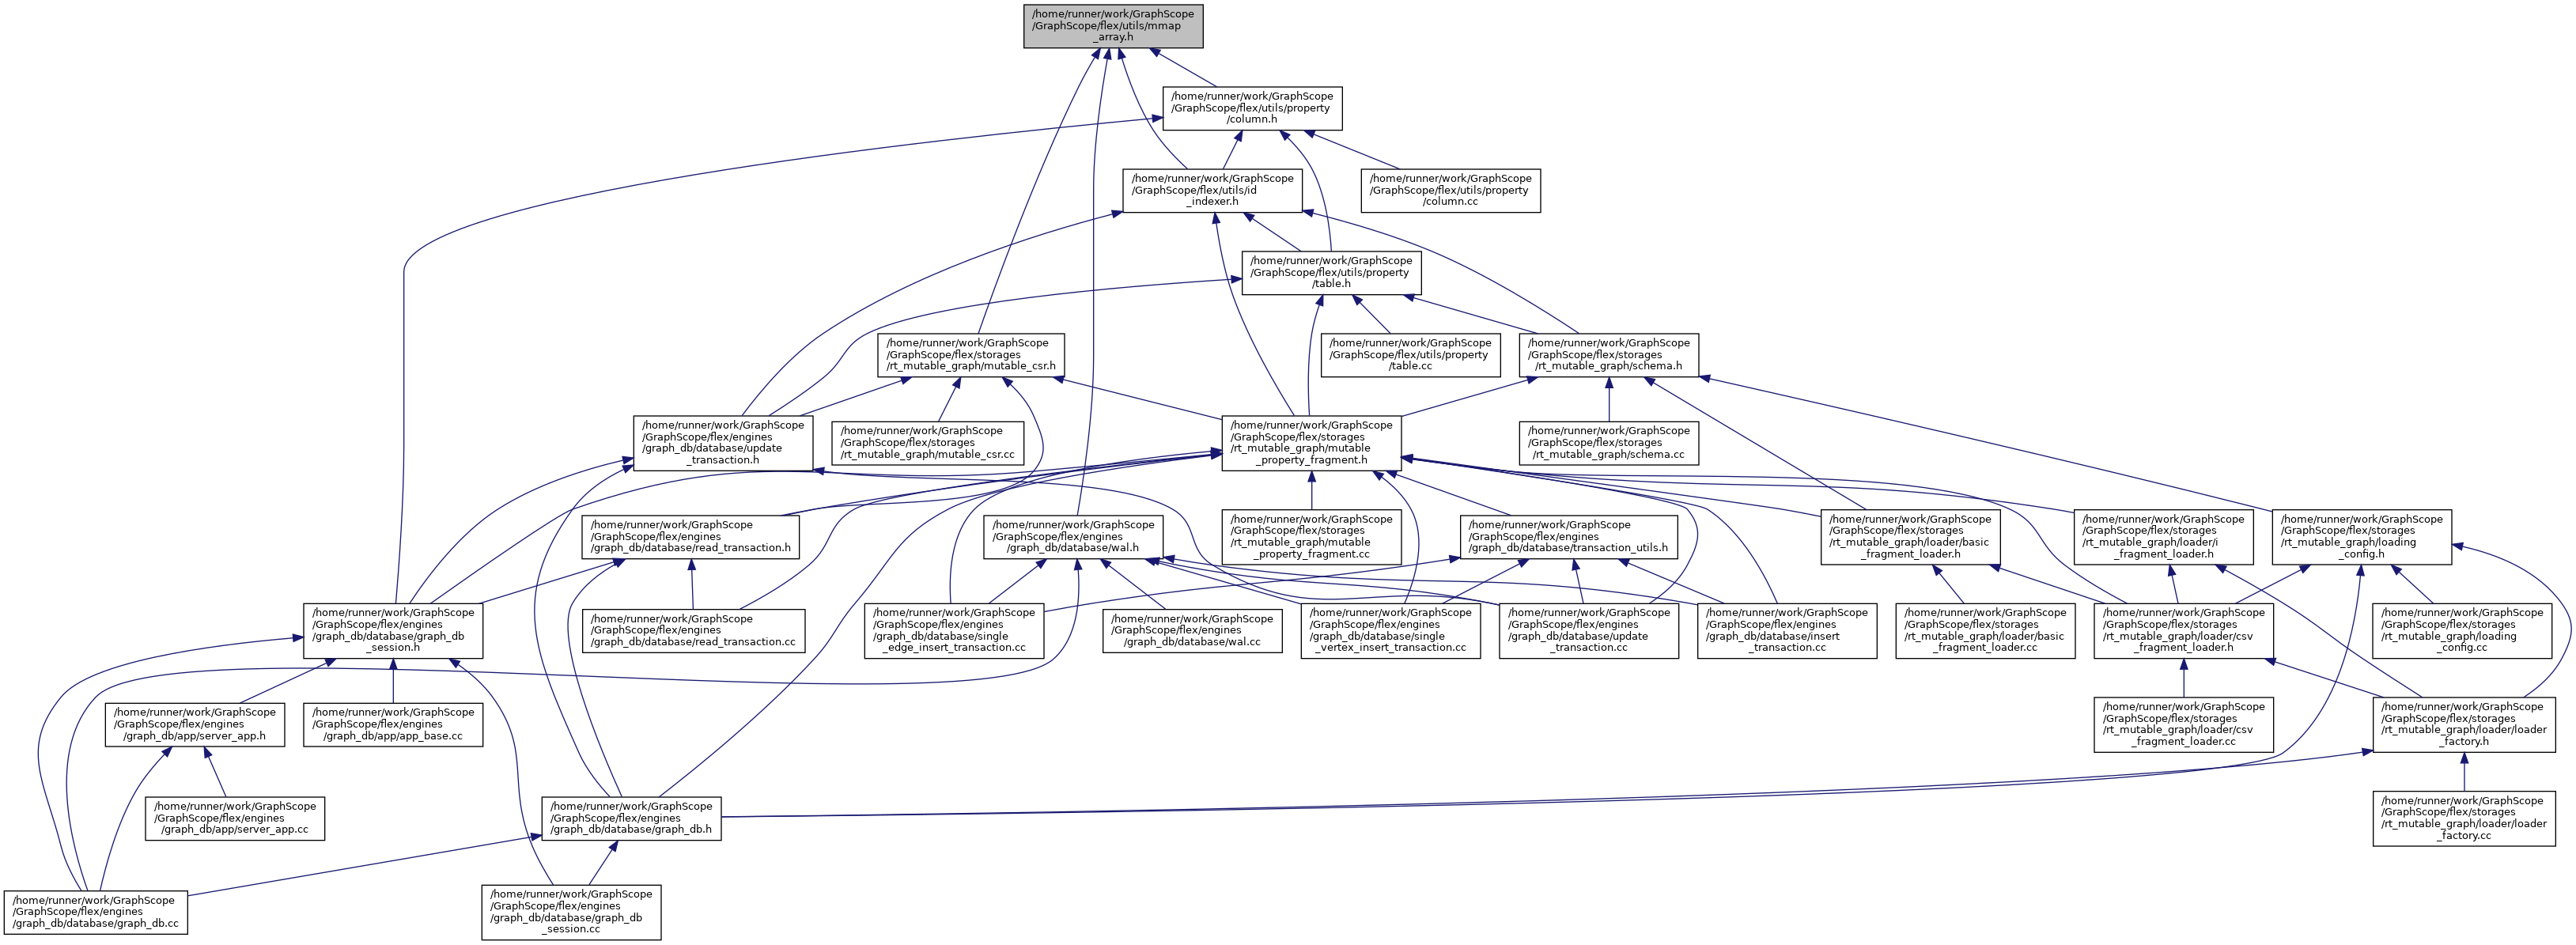 /home/runner/work/GraphScope
/GraphScope/flex/utils/mmap
_array.h
/home/runner/work/GraphScope
/GraphScope/flex/utils/property
/column.h
/home/runner/work/GraphScope
/GraphScope/flex/utils/id
_indexer.h
/home/runner/work/GraphScope
/GraphScope/flex/utils/property
/column.cc
/home/runner/work/GraphScope
/GraphScope/flex/utils/property
/table.h
/home/runner/work/GraphScope
/GraphScope/flex/storages
/rt_mutable_graph/mutable_csr.h
/home/runner/work/GraphScope
/GraphScope/flex/utils/property
/table.cc
/home/runner/work/GraphScope
/GraphScope/flex/storages
/rt_mutable_graph/schema.h
/home/runner/work/GraphScope
/GraphScope/flex/engines
/graph_db/database/update
_transaction.h
/home/runner/work/GraphScope
/GraphScope/flex/storages
/rt_mutable_graph/mutable_csr.cc
/home/runner/work/GraphScope
/GraphScope/flex/storages
/rt_mutable_graph/mutable
_property_fragment.h
/home/runner/work/GraphScope
/GraphScope/flex/storages
/rt_mutable_graph/schema.cc
/home/runner/work/GraphScope
/GraphScope/flex/engines
/graph_db/database/read_transaction.h
/home/runner/work/GraphScope
/GraphScope/flex/engines
/graph_db/database/wal.h
/home/runner/work/GraphScope
/GraphScope/flex/storages
/rt_mutable_graph/mutable
_property_fragment.cc
/home/runner/work/GraphScope
/GraphScope/flex/engines
/graph_db/database/transaction_utils.h
/home/runner/work/GraphScope
/GraphScope/flex/storages
/rt_mutable_graph/loader/basic
_fragment_loader.h
/home/runner/work/GraphScope
/GraphScope/flex/storages
/rt_mutable_graph/loader/i
_fragment_loader.h
/home/runner/work/GraphScope
/GraphScope/flex/storages
/rt_mutable_graph/loading
_config.h
/home/runner/work/GraphScope
/GraphScope/flex/engines
/graph_db/database/graph_db
_session.h
/home/runner/work/GraphScope
/GraphScope/flex/engines
/graph_db/database/read_transaction.cc
/home/runner/work/GraphScope
/GraphScope/flex/engines
/graph_db/database/single
_edge_insert_transaction.cc
/home/runner/work/GraphScope
/GraphScope/flex/engines
/graph_db/database/wal.cc
/home/runner/work/GraphScope
/GraphScope/flex/engines
/graph_db/database/single
_vertex_insert_transaction.cc
/home/runner/work/GraphScope
/GraphScope/flex/engines
/graph_db/database/update
_transaction.cc
/home/runner/work/GraphScope
/GraphScope/flex/engines
/graph_db/database/insert
_transaction.cc
/home/runner/work/GraphScope
/GraphScope/flex/storages
/rt_mutable_graph/loader/basic
_fragment_loader.cc
/home/runner/work/GraphScope
/GraphScope/flex/storages
/rt_mutable_graph/loader/csv
_fragment_loader.h
/home/runner/work/GraphScope
/GraphScope/flex/storages
/rt_mutable_graph/loading
_config.cc
/home/runner/work/GraphScope
/GraphScope/flex/engines
/graph_db/app/server_app.h
/home/runner/work/GraphScope
/GraphScope/flex/engines
/graph_db/app/app_base.cc
/home/runner/work/GraphScope
/GraphScope/flex/storages
/rt_mutable_graph/loader/csv
_fragment_loader.cc
/home/runner/work/GraphScope
/GraphScope/flex/storages
/rt_mutable_graph/loader/loader
_factory.h
/home/runner/work/GraphScope
/GraphScope/flex/engines
/graph_db/app/server_app.cc
/home/runner/work/GraphScope
/GraphScope/flex/engines
/graph_db/database/graph_db.h
/home/runner/work/GraphScope
/GraphScope/flex/storages
/rt_mutable_graph/loader/loader
_factory.cc
/home/runner/work/GraphScope
/GraphScope/flex/engines
/graph_db/database/graph_db.cc
/home/runner/work/GraphScope
/GraphScope/flex/engines
/graph_db/database/graph_db
_session.cc